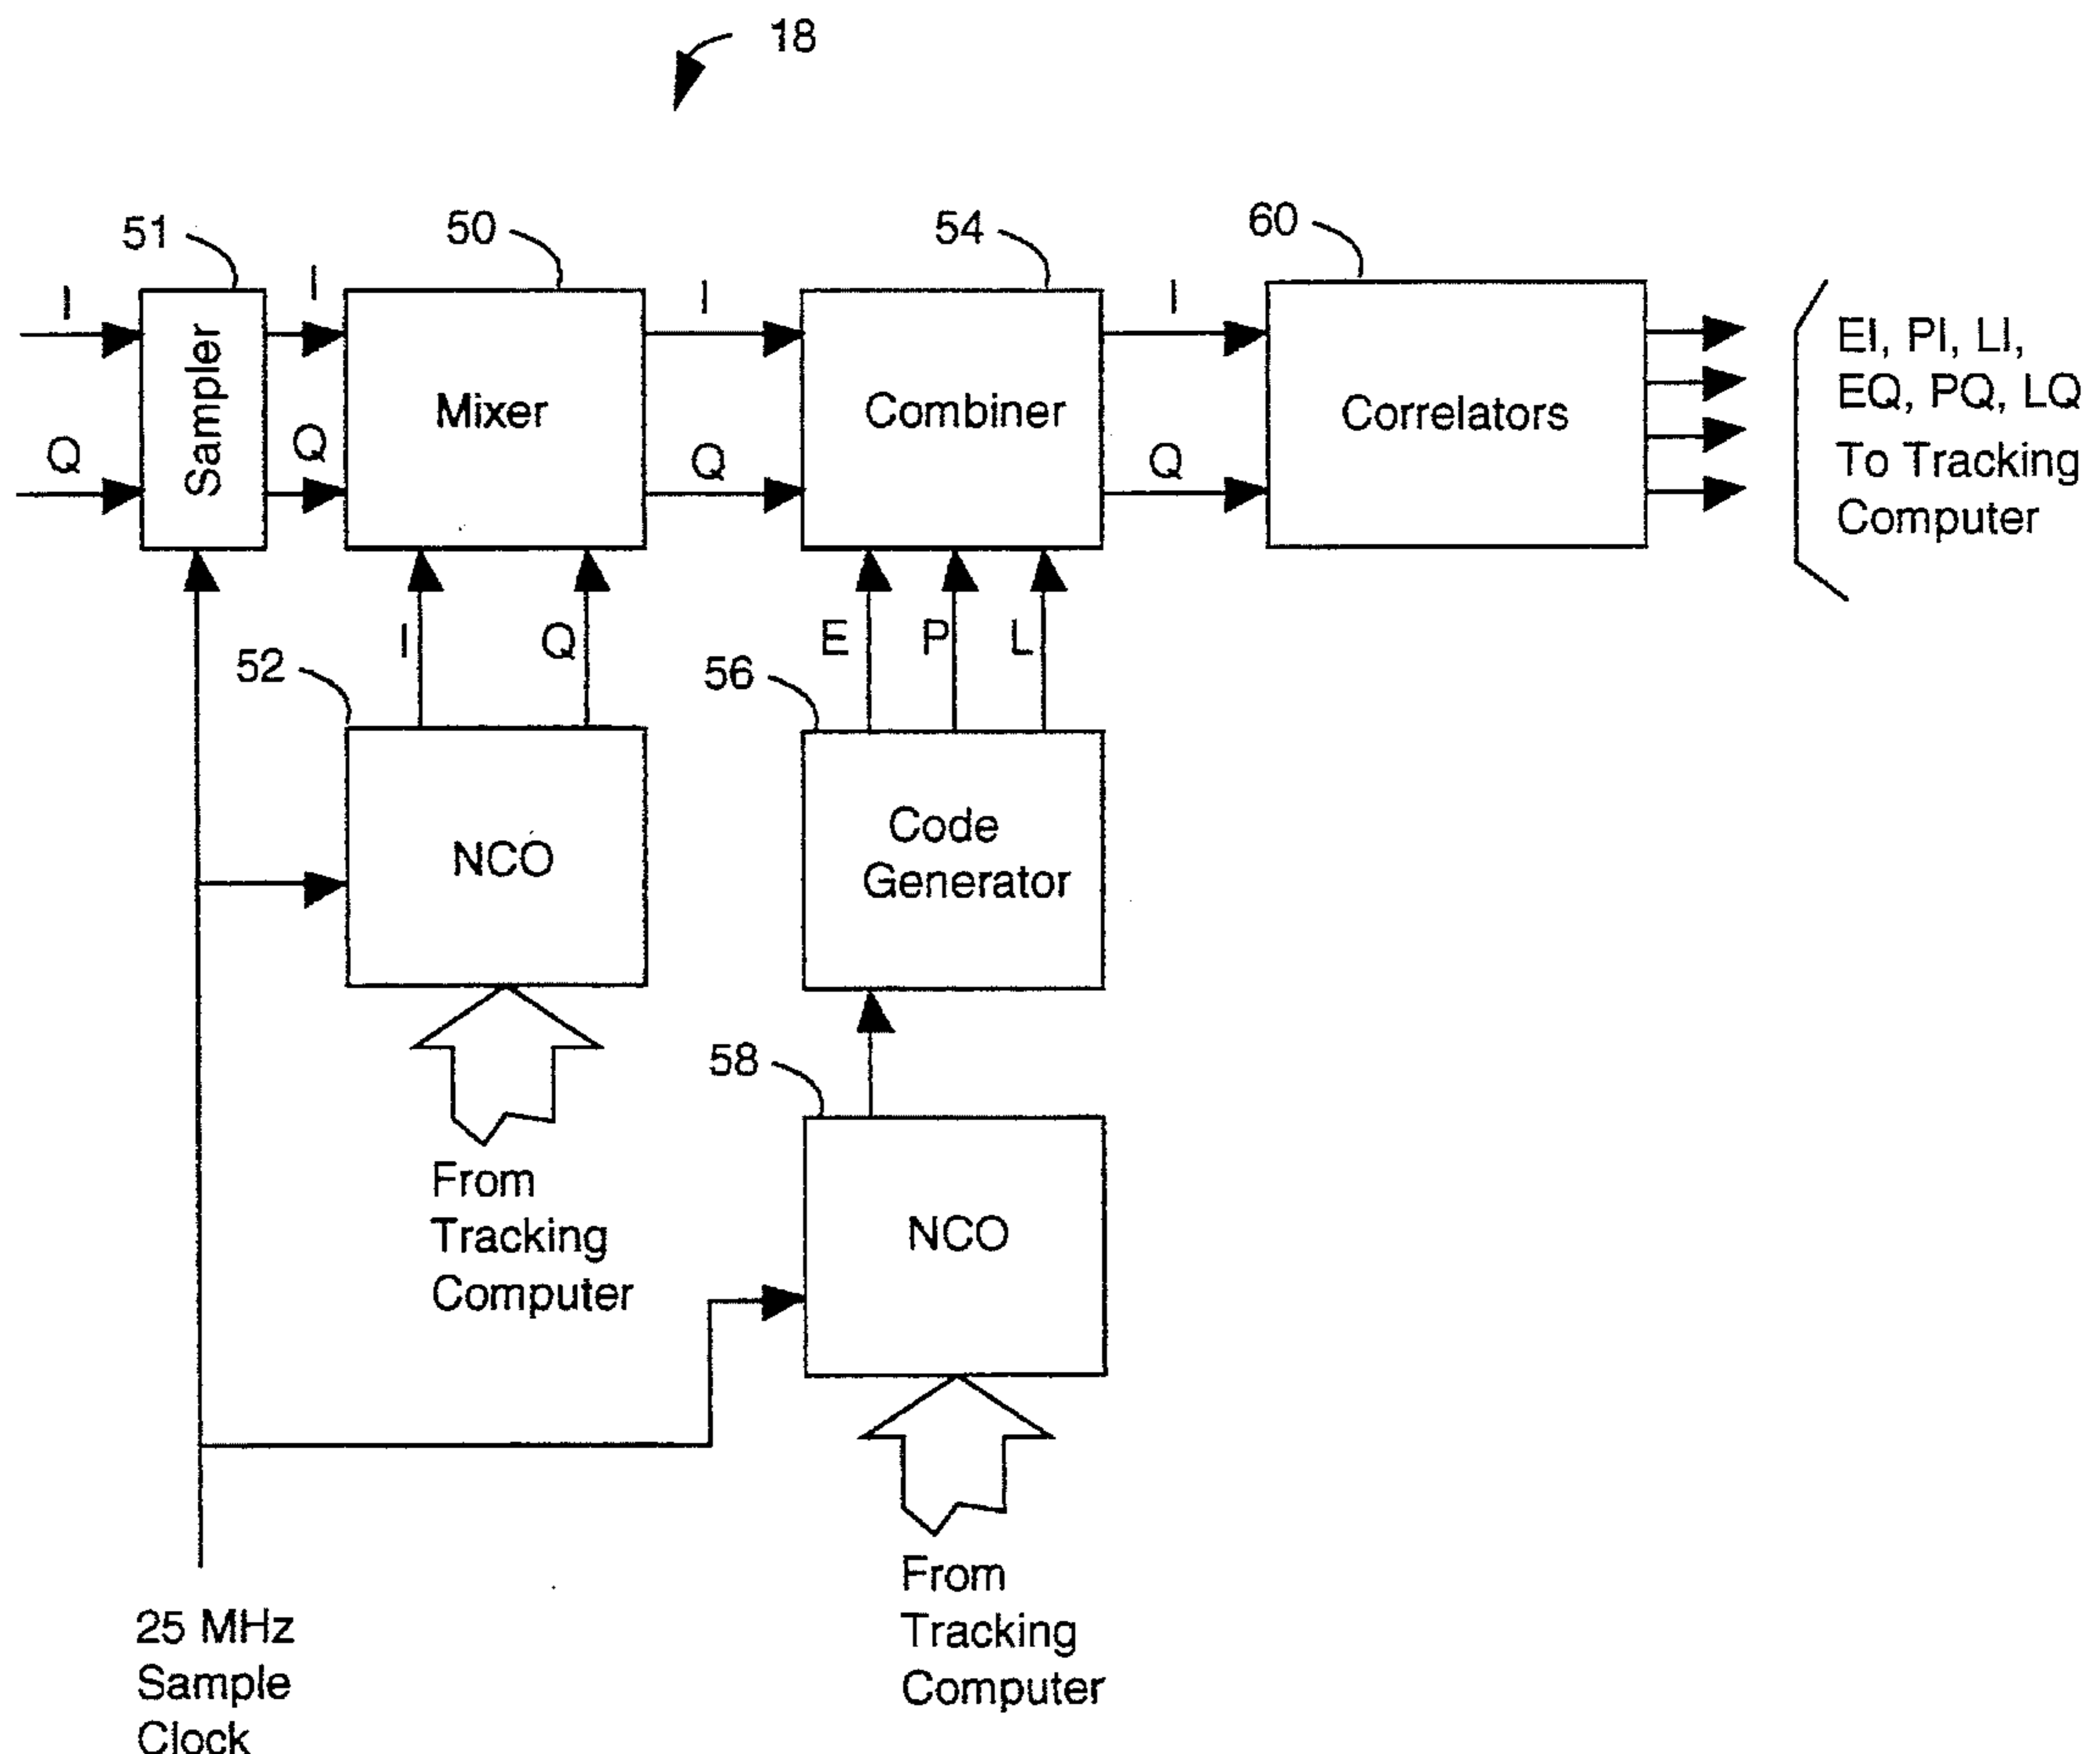 18
51
50
54
60
I
I
I
I
Sampler
Mixer
Combiner
Correlators
EI, PI, LI,
EQ, PQ, LQ
To Tracking
Computer
Q
Q
Q
Q
I
Q
E
P
L
52
56
NCO
Code
Generator
58
From
Tracking
Computer
NCO
From
Tracking
Computer
25 MHz
Sample
Clock